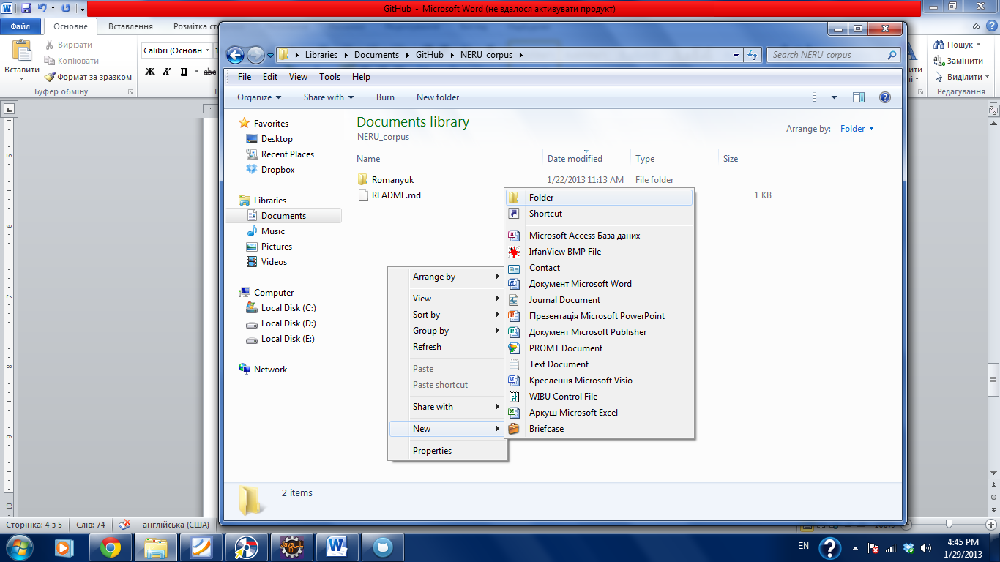 GitHub - Microsoft Word (не вдалося активувати продукт)
Файл Основне Вставлення Розмітка
Вставити
Вирізати
Копіювати
Формат за зразком
Буфер обміну
Calibri (Основн
Ж К П abc
Пошук
Замінити
Виділити
Редагування
Libraries Documents GitHub NERU_corpus
Search NERU_corpus
File Edit View Tools Help
Organize Share with Burn New folder
Favorites
Desktop
Recent Places
Dropbox
Libraries
Documents
Music
Pictures
Videos
Computer
Local Disk (C:)
Local Disk (D:)
Local Disk (E:)
Network
Documents library
NERU_corpus
Arrange by: Folder
Name Date modified Type Size
Romanyuk 1/22/2013 11:13 AM File folder
README.md 1 KB
Arrange by
View
Sort by
Group by
Refresh
Paste
Paste shortcut
Share with
New
Properties
Folder
Shortcut
Microsoft Access База даних
IrfanView BMP File
Contact
Документ Microsoft Word
Journal Document
Презентація Microsoft PowerPoint
Документ Microsoft Publisher
PROMT Document
Text Document
Креслення Microsoft Visio
WIBU Control File
Аркуш Microsoft Excel
Briefcase
2 items
Сторінка: 4 з 5 Слів: 74 англійська (США)
Java EE
IDE
EN
4:45 PM
1/29/2013